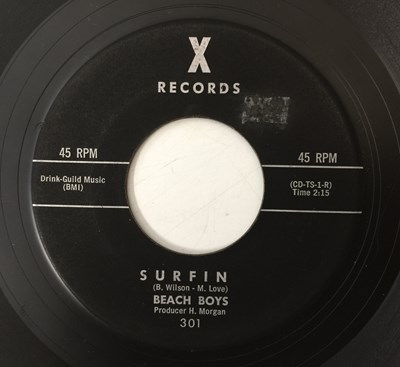 X
RECORDS
45 RPM
45 RPM
Drink-Guild Music
(BMI)
(CD-TS-1-R)
Time 2:15
SURFIN
(B. Wilson - M. Love)
BEACH BOYS
Producer H. Morgan
301